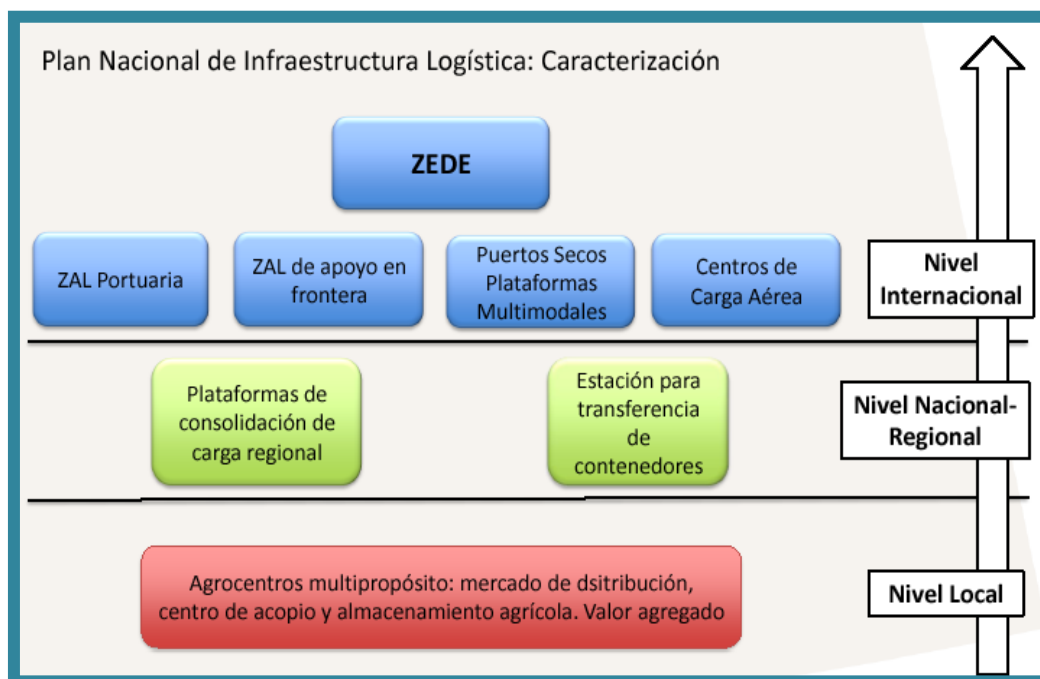 Plan Nacional de Infraestructura Logística: Caracterización
ZEDE
ZAL Portuaria
ZAL de apoyo en
frontera
Puertos Secos
Plataformas
Multimodales
Centros de
Carga Aérea
Nivel
Internacional
Plataformas de
consolidación de
carga regional
Estación para
transferencia
de
contenedores
Nivel Nacional-
Regional
Agrocentros multipropósito: mercado de dsitribución,
centro de acopio y almacenamiento agrícola. Valor agregado
Nivel Local